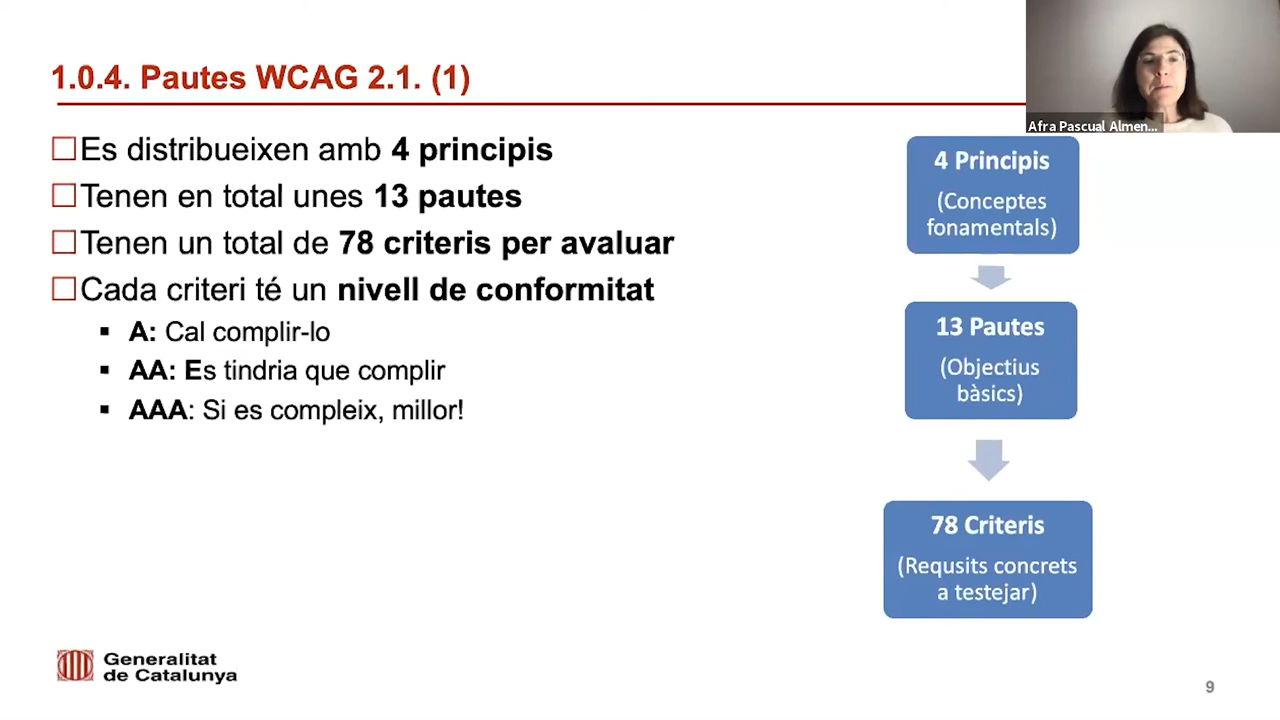 1.0.4. Pautes WCAG 2.1. (1)
Es distribueixen amb 4 principis
Tenen en total unes 13 pautes
Tenen un total de 78 criteris per avaluar
Cada criteri té un nivell de conformitat
A: Cal complir-lo
AA: Es tindria que complir
AAA: Si es compleix, millor!
Afra Pascual Almen...
4 Principis
(Conceptes
fonamentals)
13 Pautes
(Objectius
bàsics)
78 Criteris
(Requsits concrets
a testejar)
Generalitat
de Catalunya
9